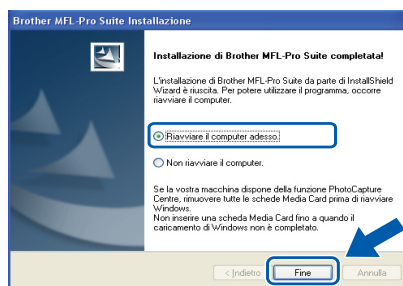 Brother MFL-Pro Suite Installazione
Installazione di Brother MFL-Pro Suite completata!
L'installazione di Brother MFL-Pro Suite da parte di InstallShield
Wizard è riuscita. Per potere utilizzare il programma, occorre
riavviare il computer.
Riavviare il computer adesso.
Non riavviare il computer.
Se la vostra macchina dispone della funzione PhotoCapture
Centre, rimuovere tutte le schede Media Card prima di riavviare
Windows.
Non inserire una scheda Media Card fino a quando il
caricamento di Windows non è completato.
< Indietro
Fine
Annulla